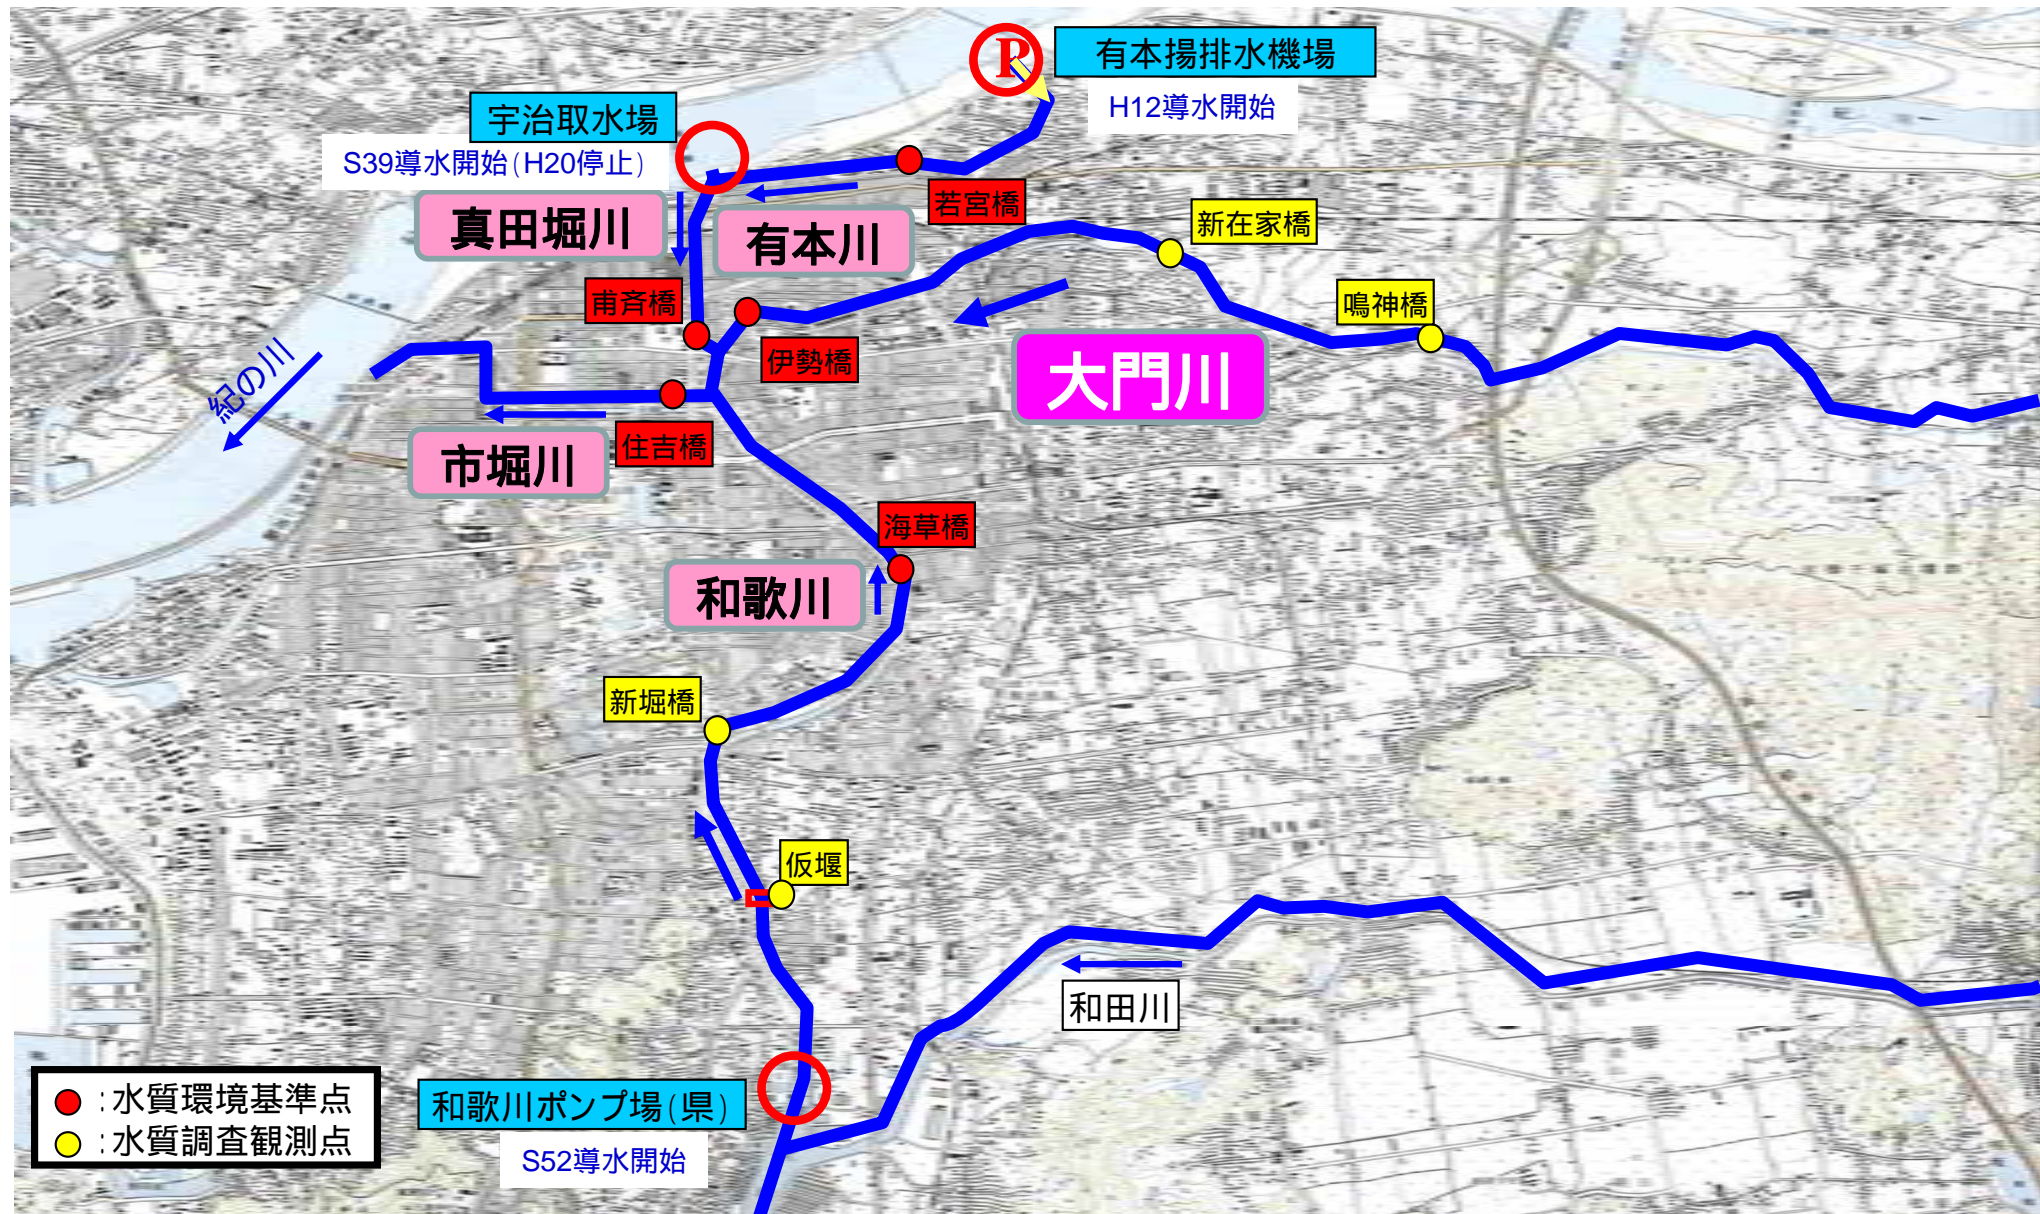 P
有本揚排水機場
H12導水開始
宇治取水場
S39導水開始(H20停止)
真田堀川
有本川
若宮橋
新在家橋
甫斉橋
伊勢橋
鳴神橋
大門川
紀の川
住吉橋
市堀川
海草橋
和歌川
新堀橋
仮堰
和田川
和歌川ポンプ場(県)
S52導水開始
:水質環境基準点
:水質調査観測点